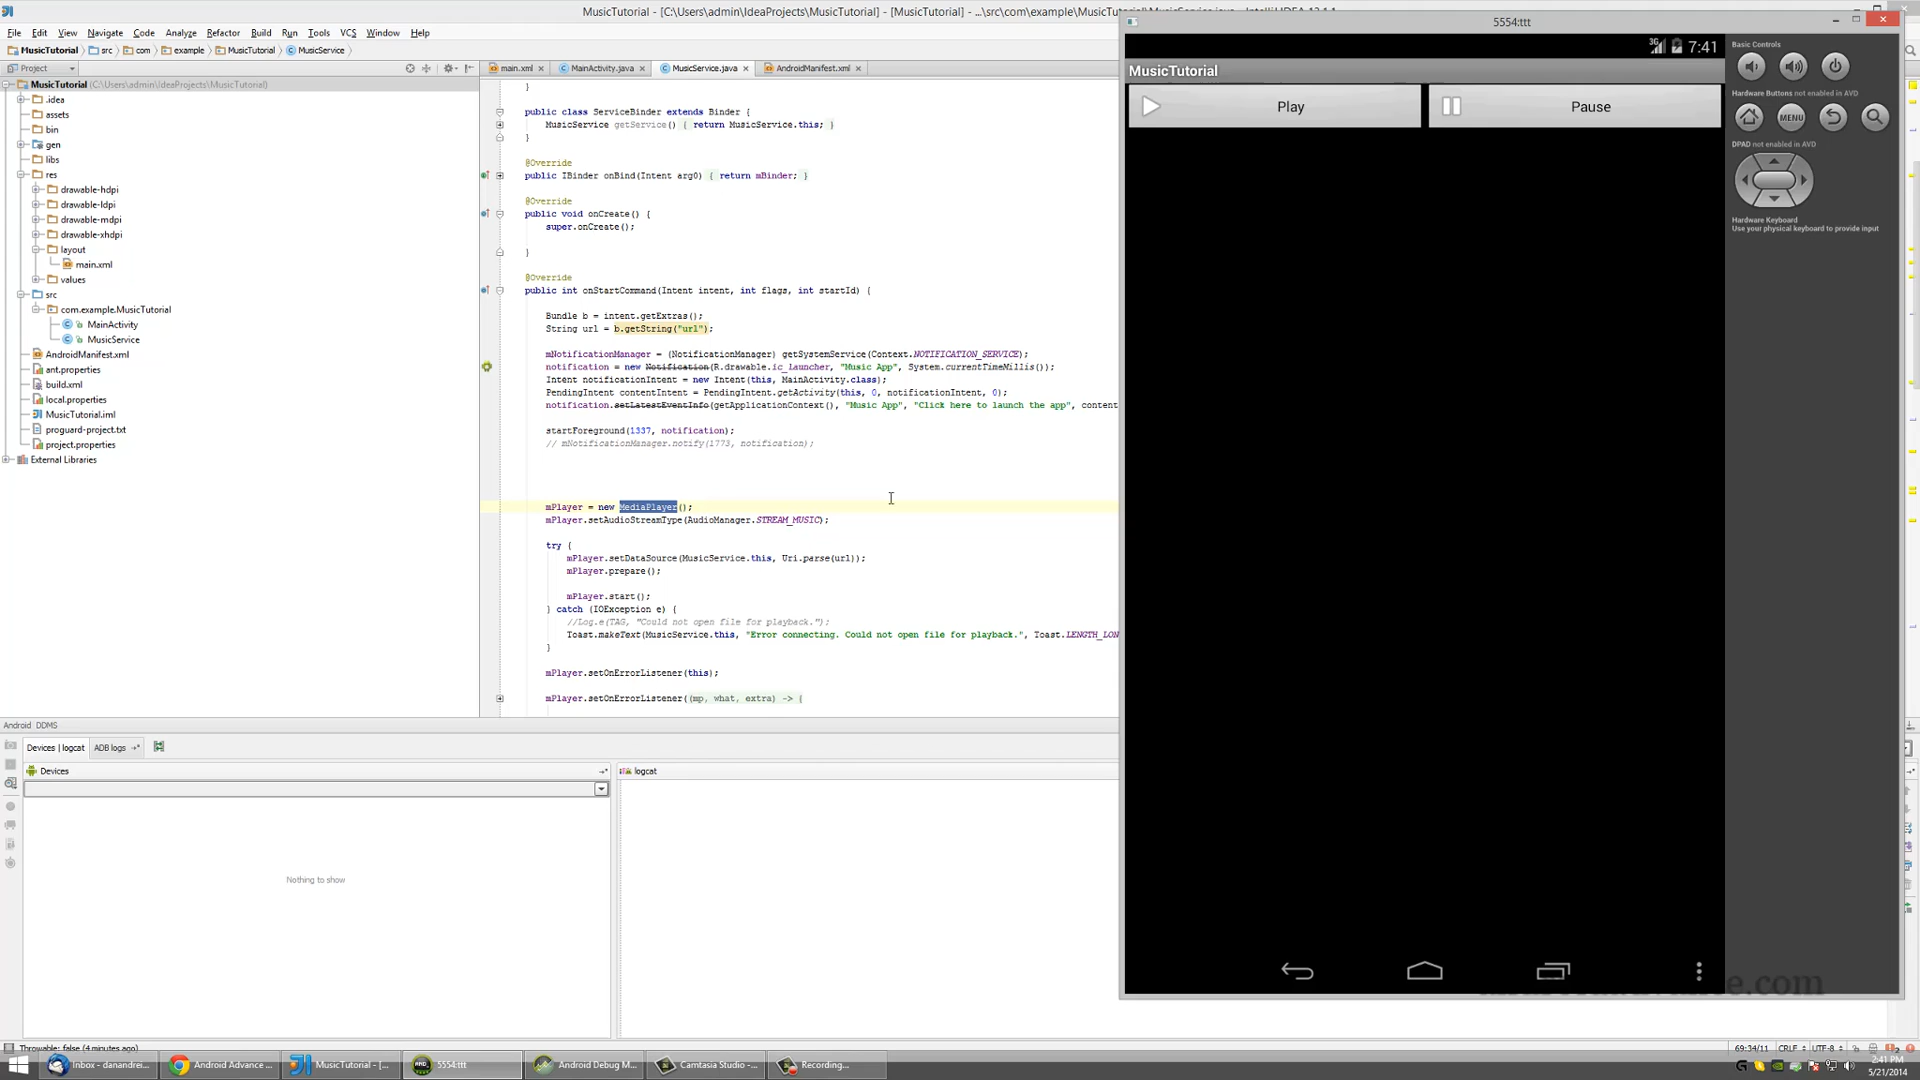 MusicTutorial - [C:\Users\admin\IdeaProjects\MusicTutorial] - [MusicTutorial] - ...\src\com\example\MusicTu
File Edit View Navigate Code Analyze Refactor Build Run Tools VCS Window Help
MusicTutorial src com example MusicTutorial MusicService
Project
main.xml MainActivity.java MusicService.java AndroidManifest.xml
MusicTutorial (C:\Users\admin\IdeaProjects\MusicTutorial)
.idea
assets
bin
gen
libs
res
drawable-hdpi
drawable-ldpi
drawable-mdpi
drawable-xhdpi
layout
main.xml
values
src
com.example.MusicTutorial
MainActivity
MusicService
AndroidManifest.xml
ant.properties
build.xml
local.properties
MusicTutorial.iml
proguard-project.txt
project.properties
External Libraries
}
public class ServiceBinder extends Binder {
MusicService getService() { return MusicService.this; }
}
@Override
public IBinder onBind(Intent arg0) { return mBinder; }
@Override
public void onCreate() {
super.onCreate();
}
@Override
public int onStartCommand(Intent intent, int flags, int startId) {
Bundle b = intent.getExtras();
String url = b.getString("url");
mNotificationManager = (NotificationManager) getSystemService(Context.NOTIFICATION_SERVICE);
notification = new Notification(R.drawable.ic_launcher, "Music App", System.currentTimeMillis());
Intent notificationIntent = new Intent(this, MainActivity.class);
PendingIntent contentIntent = PendingIntent.getActivity(this, 0, notificationIntent, 0);
notification.setLatestEventInfo(getApplicationContext(), "Music App", "Click here to launch the app", content
startForeground(1337, notification);
// mNotificationManager.notify(1773, notification);
mPlayer = new MediaPlayer();
mPlayer.setAudioStreamType(AudioManager.STREAM_MUSIC);
try {
mPlayer.setDataSource(MusicService.this, Uri.parse(url));
mPlayer.prepare();
mPlayer.start();
} catch (IOException e) {
//Log.e(TAG, "Could not open file for playback.");
Toast.makeText(MusicService.this, "Error connecting. Could not open file for playback.", Toast.LENGTH_LON
}
mPlayer.setOnErrorListener(this);
mPlayer.setOnErrorListener((mp, what, extra) -> {
5554:ttt
3G 7:41
MusicTutorial
Play Pause
Basic Controls
Hardware Buttons not enabled in AVD
MENU
DPAD not enabled in AVD
Hardware Keyboard
Use your physical keyboard to provide input
Android DDMS
Devices | logcat ADB logs
Devices
logcat
Nothing to show
Throwable: false (4 minutes ago)
69:34/11 CRLF UTF-8
Inbox - danandrei... Android Advance ... MusicTutorial - [... 5554:ttt Android Debug M... Camtasia Studio -... Recording...
2:41 PM
5/21/2014